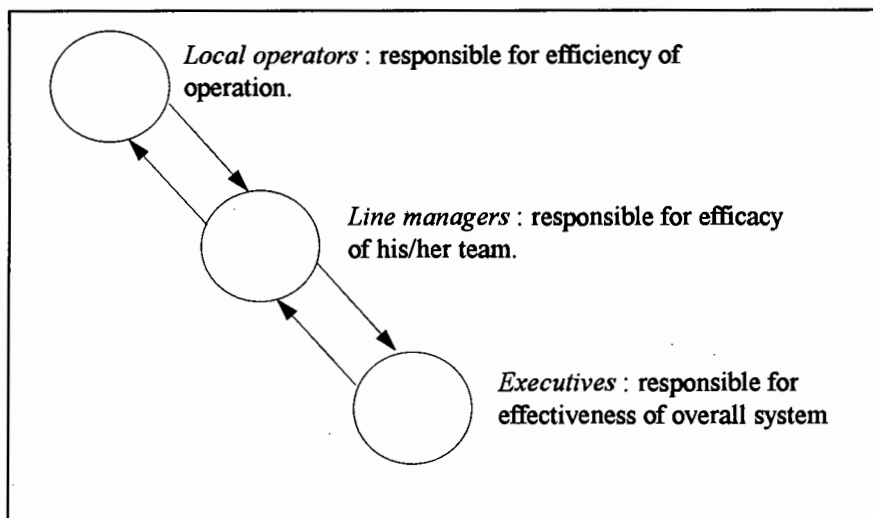 Local operators : responsible for efficiency of
operation.
Line managers : responsible for efficacy
of his/her team.
Executives : responsible for
effectiveness of overall system